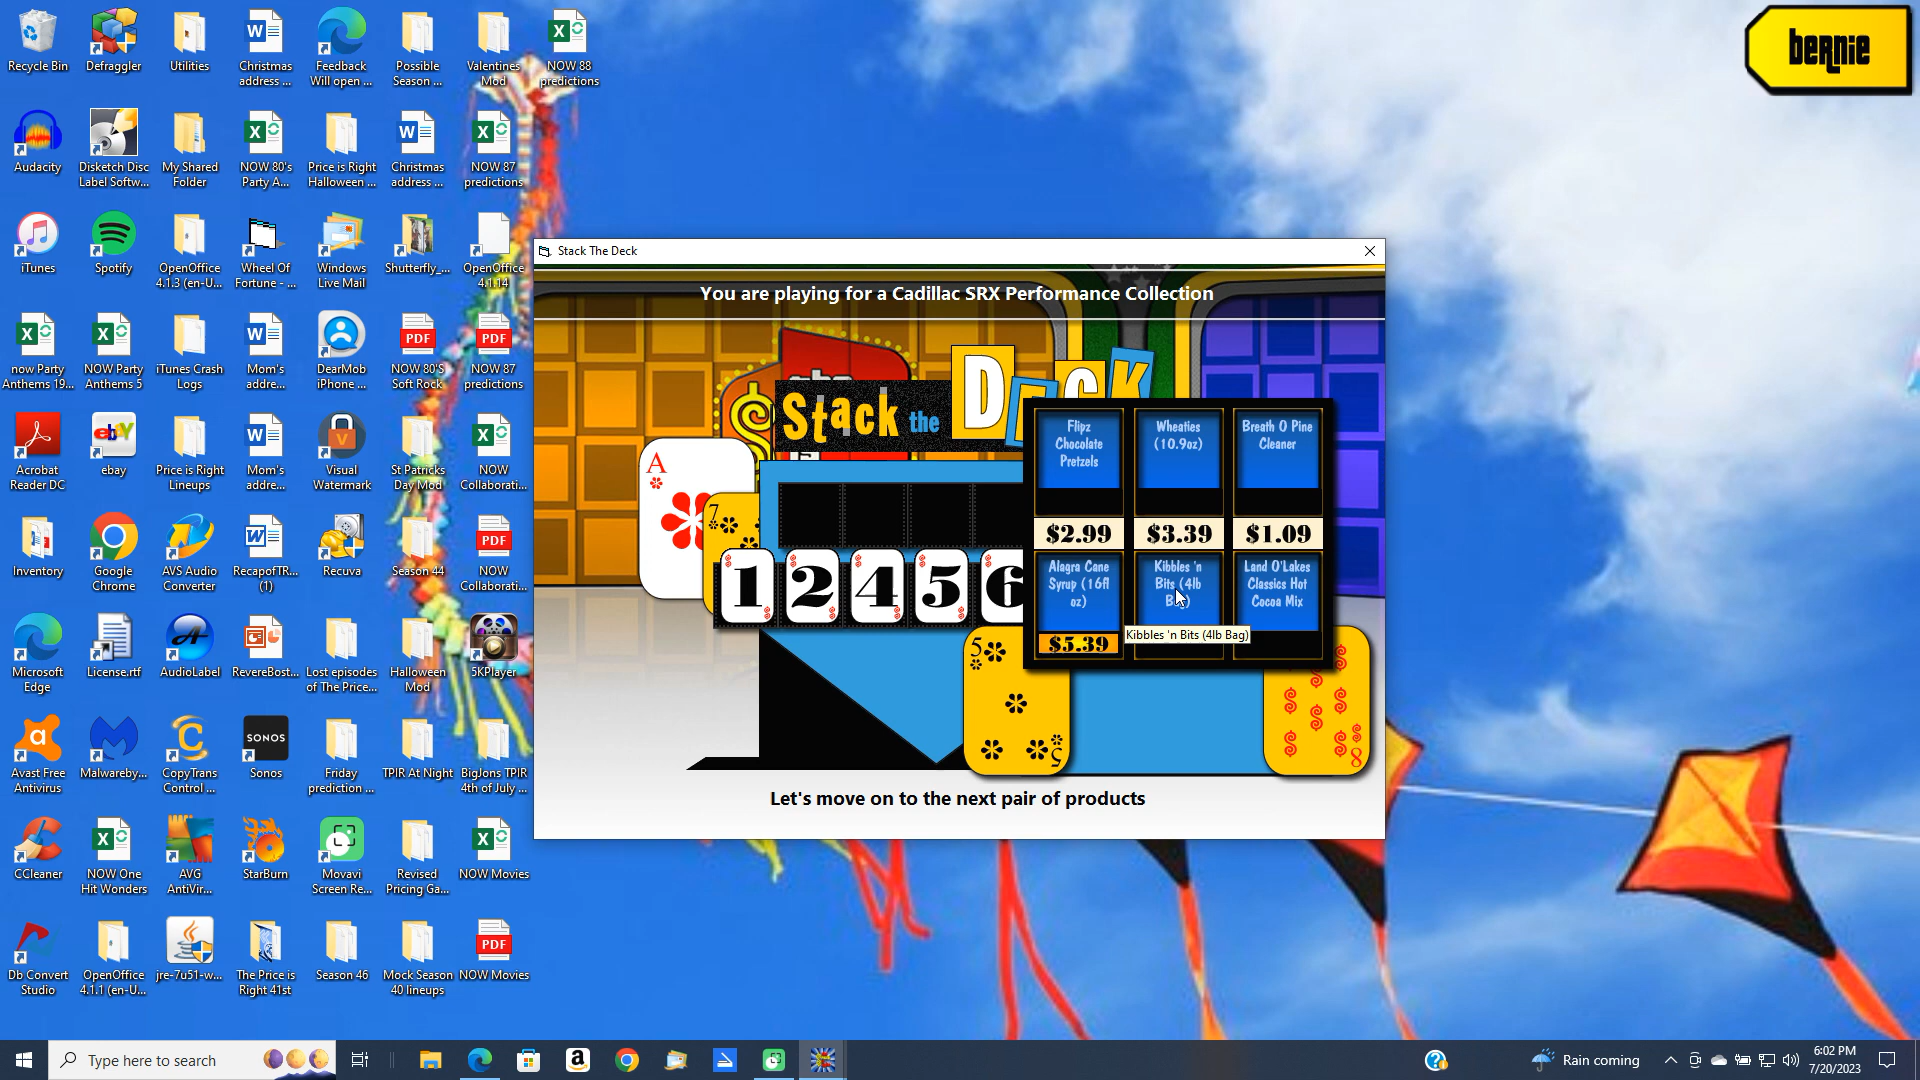 Recycle Bin
Defraggler
Utilities
Christmas
address ...
Feedback
Will open ...
Possible
Season ...
Valentines
Mod
NOW 88
predictions
bernie
Audacity
Disketch Disc
Label Softw...
My Shared
Folder
NOW 80's
Party A...
Price is Right
Halloween ...
Christmas
address ...
NOW 87
predictions
iTunes
Spotify
OpenOffice
4.1.3 (en-U...
Wheel Of
Fortune - ...
Windows
Live Mail
Shutterfly_...
OpenOffice
4.1.14
now Party
Anthems 19...
NOW Party
Anthems 5
iTunes Crash
Logs
Mom's
addre...
DearMob
iPhone ...
NOW 80'S
Soft Rock
NOW 87
predictions
Acrobat
Reader DC
ebay
Price is Right
Lineups
Mom's
addre...
Visual
Watermark
St Patricks
Day Mod
NOW
Collaborati...
Inventory
Google
Chrome
AVS Audio
Converter
RecapofTR...
(1)
Recuva
Season 44
NOW
Collaborati...
Microsoft
Edge
License.rtf
AudioLabel
RevereBost...
Lost episodes
of The Price...
Halloween
Mod
5KPlayer
Avast Free
Antivirus
Malwareby...
CopyTrans
Control ...
SONOS
Sonos
Friday
prediction ...
TPIR At Night
BigJons TPIR
4th of July ...
CCleaner
NOW One
Hit Wonders
AVG
AntiVir...
StarBurn
Movavi
Screen Re...
Revised
Pricing Ga...
NOW Movies
Db Convert
Studio
OpenOffice
4.1.1 (en-U...
jre-7u51-w...
The Price is
Right 41st
Season 46
Mock Season
40 lineups
NOW Movies
Stack The Deck
You are playing for a Cadillac SRX Performance Collection
Stack the DECK
A
7
1 2 4 5 6
Flipz
Chocolate
Pretzels
Wheaties
(10.9oz)
Breath O Pine
Cleaner
$2.99 $3.39 $1.09
Alagra Cane
Syrup (16fl
oz)
Kibbles 'n
Bits (4lb
Bag)
Land O'Lakes
Classics Hot
Cocoa Mix
$5.39
Kibbles 'n Bits (4lb Bag)
5
5
8
Let's move on to the next pair of products
Type here to search
Rain coming
6:02 PM
7/20/2023